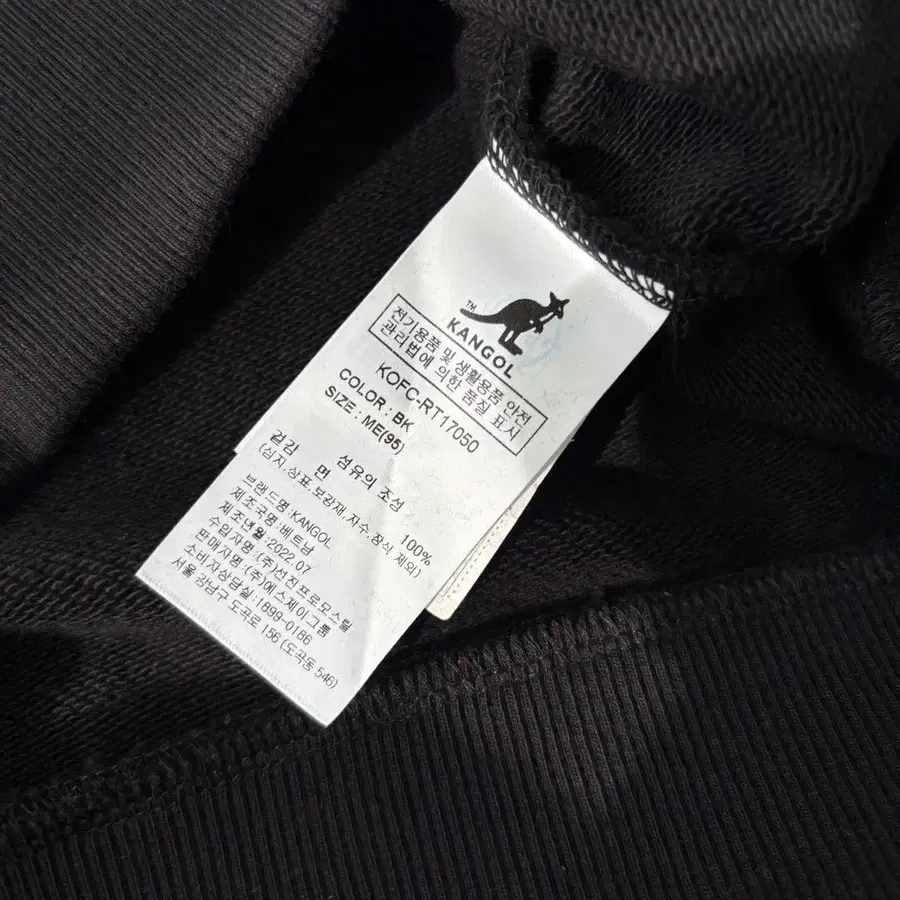 TM
KANGOL
전기용품 및 생활용품 안전
관리법에 의한 품질 표시
KOFC-RT17050
COLOR : BK
SIZE : ME(95)
섬유의 조성
겉감 면 100%
(심지,상표,보강재,자수,장식 제외)
브랜드명:KANGOL
제조국명:베트남
제조년월:2022.07
수입자명:(주)선진프로모스틸
판매자명:(주)에스제이그룹
소비자상담실:1899-0186
서울 강남구 도곡로 156 (도곡동 546)